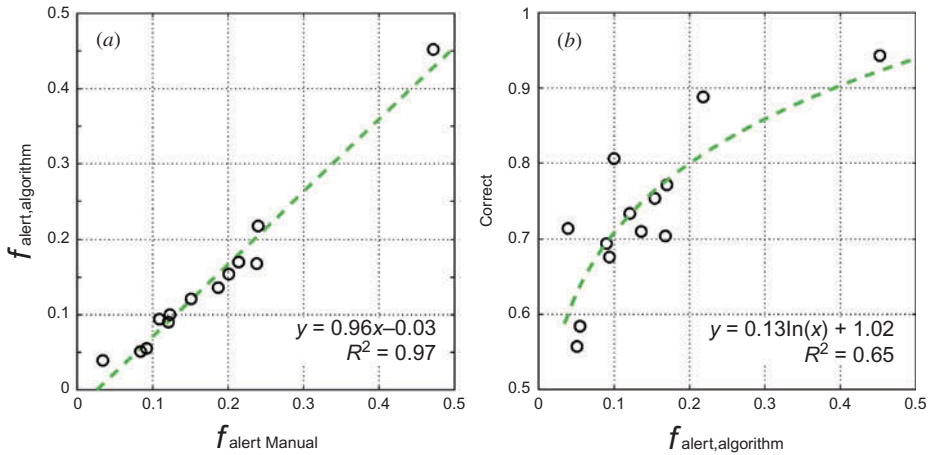 (a)
0.5
0.4
0.3
0.2
0.1
0
f alert,algorithm
0.1
0.2
0.3
0.4
0.5
f alert Manual
y = 0.96x–0.03
R² = 0.97
(b)
1
0.9
0.8
0.7
0.6
0.5
Correct
0
0.1
0.2
0.3
0.4
0.5
f alert,algorithm
y = 0.13ln(x) + 1.02
R² = 0.65